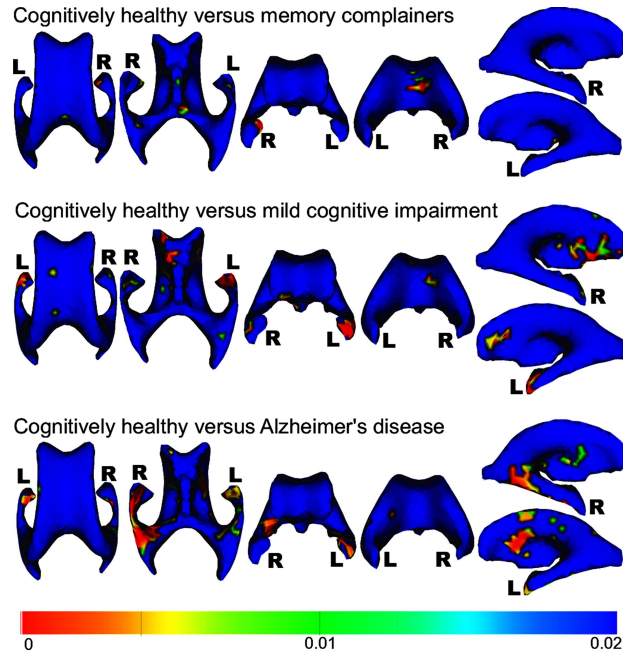 Cognitively healthy versus memory complainers
L R R L R L L R R L
Cognitively healthy versus mild cognitive impairment
L R R L R L L R R L
Cognitively healthy versus Alzheimer's disease
L R R L R L L R R L
0 0.01 0.02